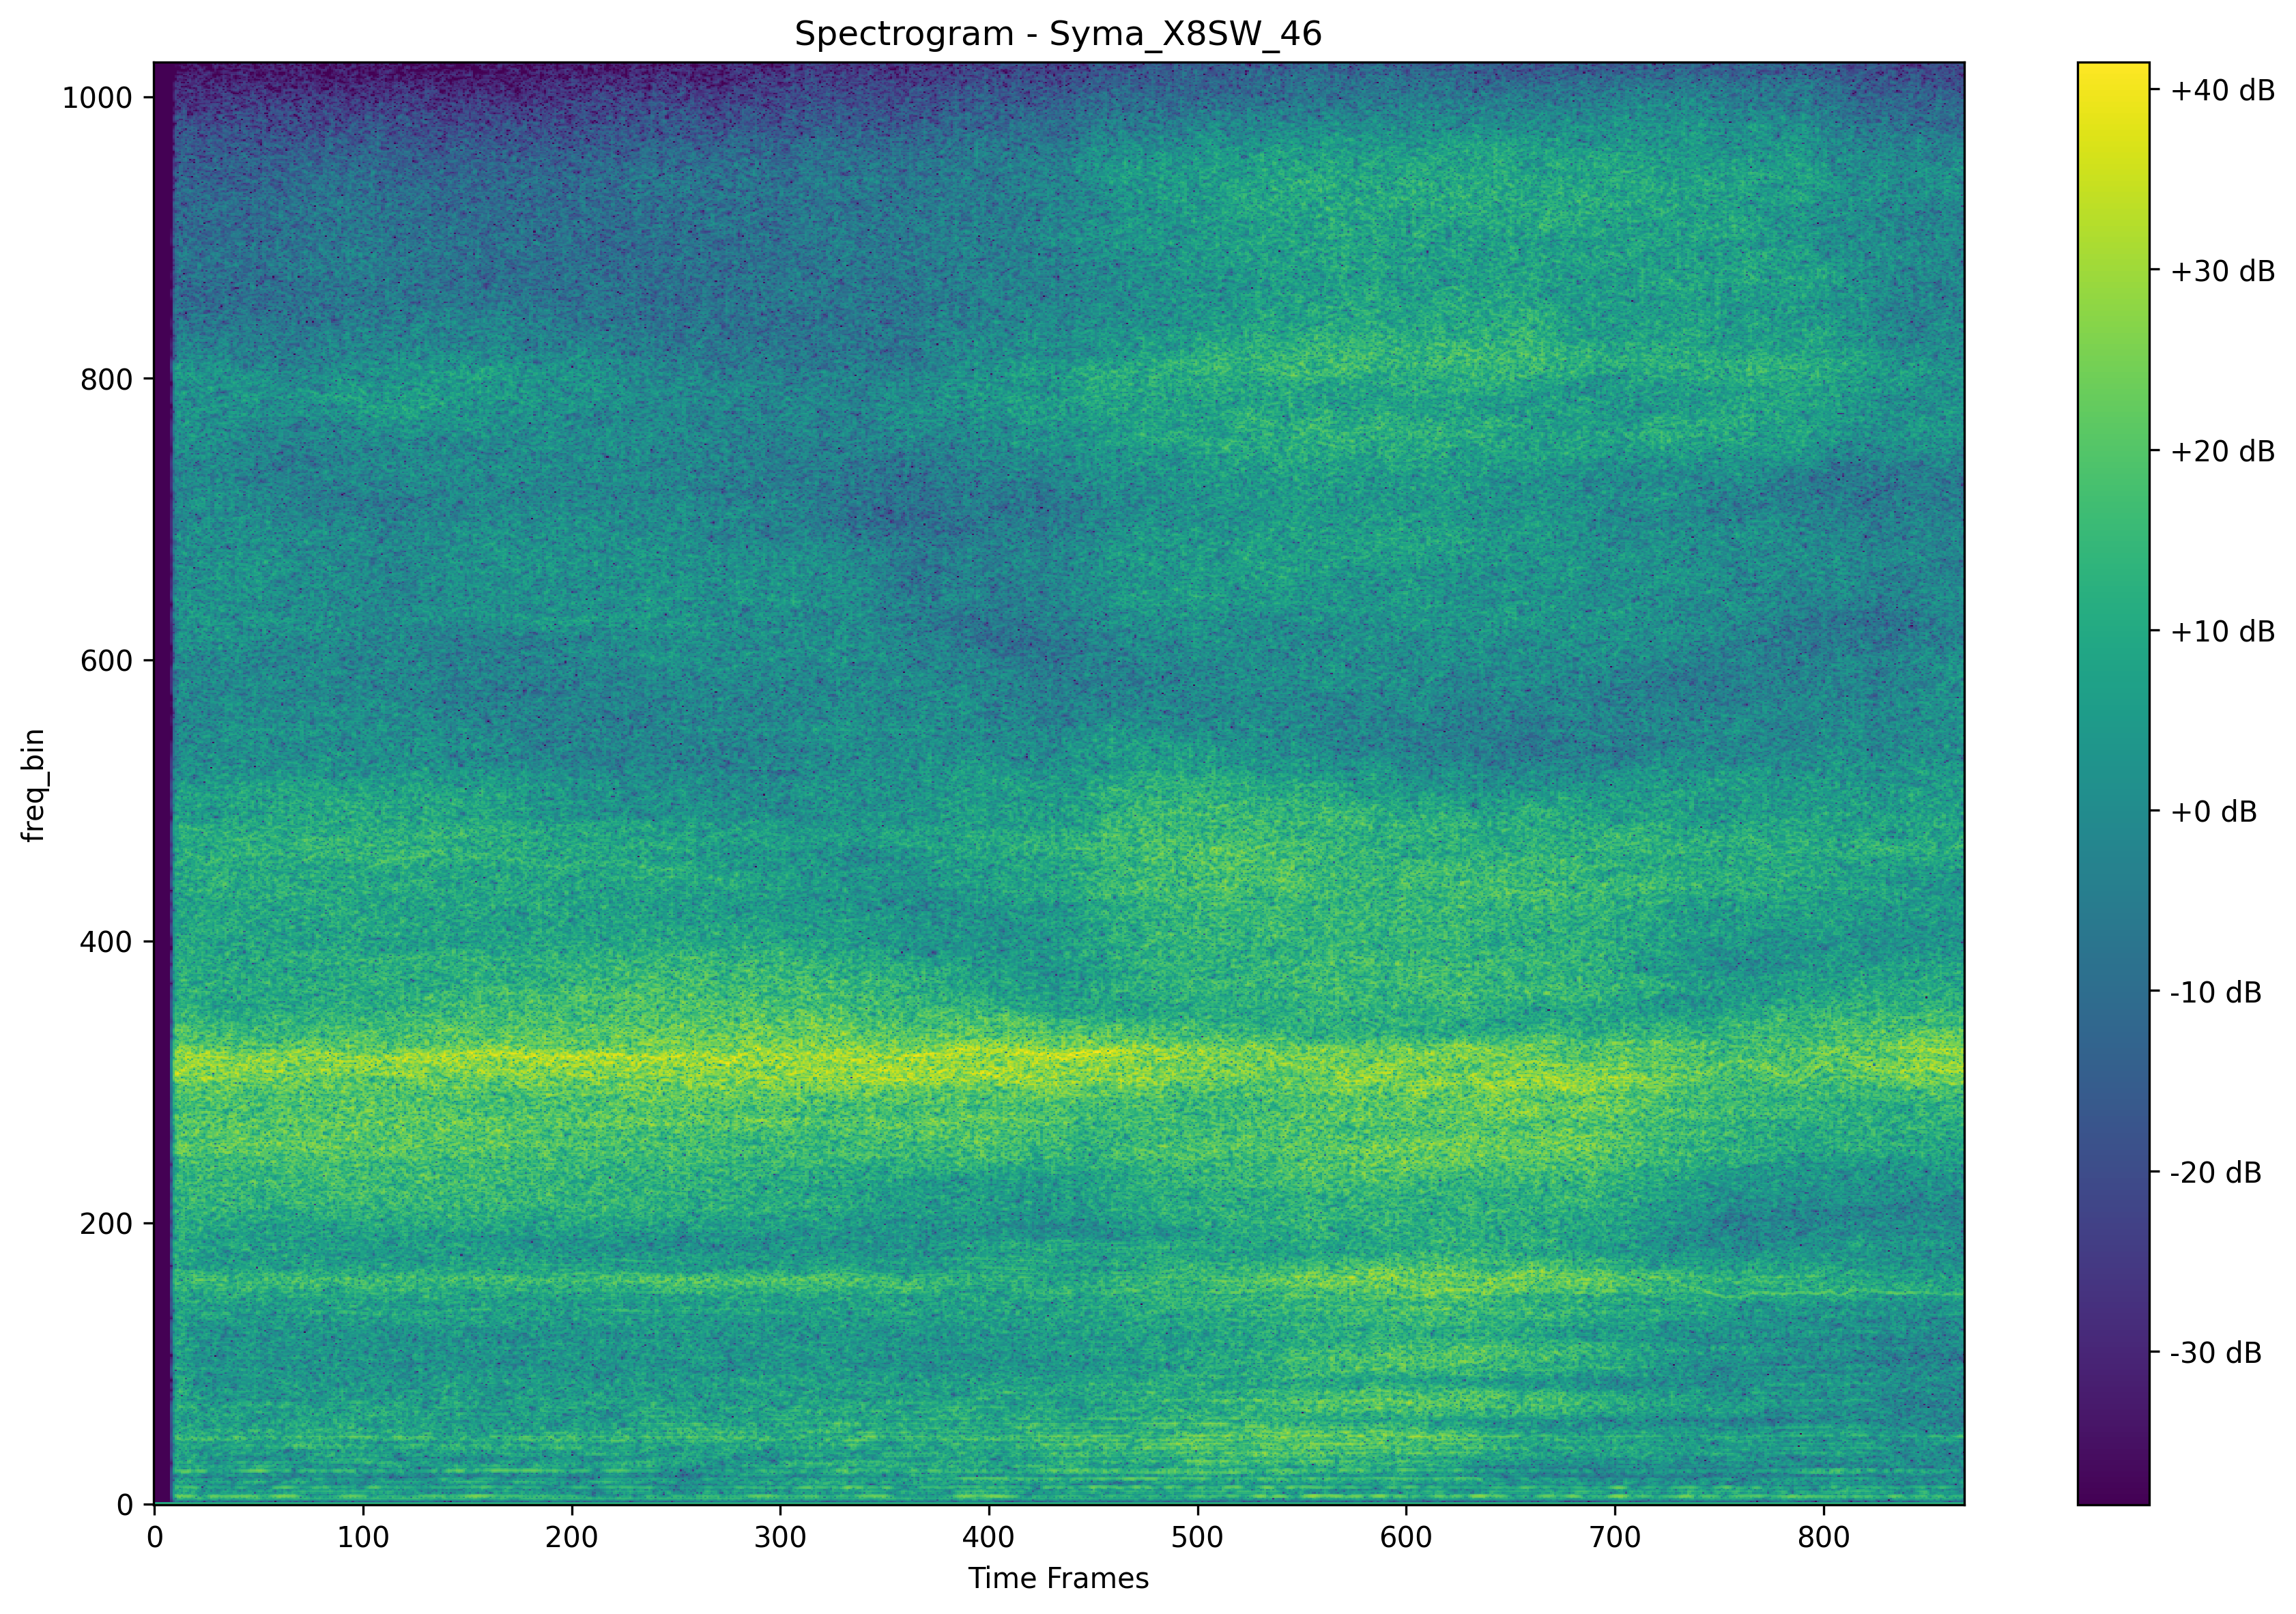 Spectrogram - Syma_X8SW_46
freq_bin
1000
800
600
400
200
0
0 100 200 300 400 500 600 700 800
Time Frames
+40 dB
+30 dB
+20 dB
+10 dB
+0 dB
-10 dB
-20 dB
-30 dB